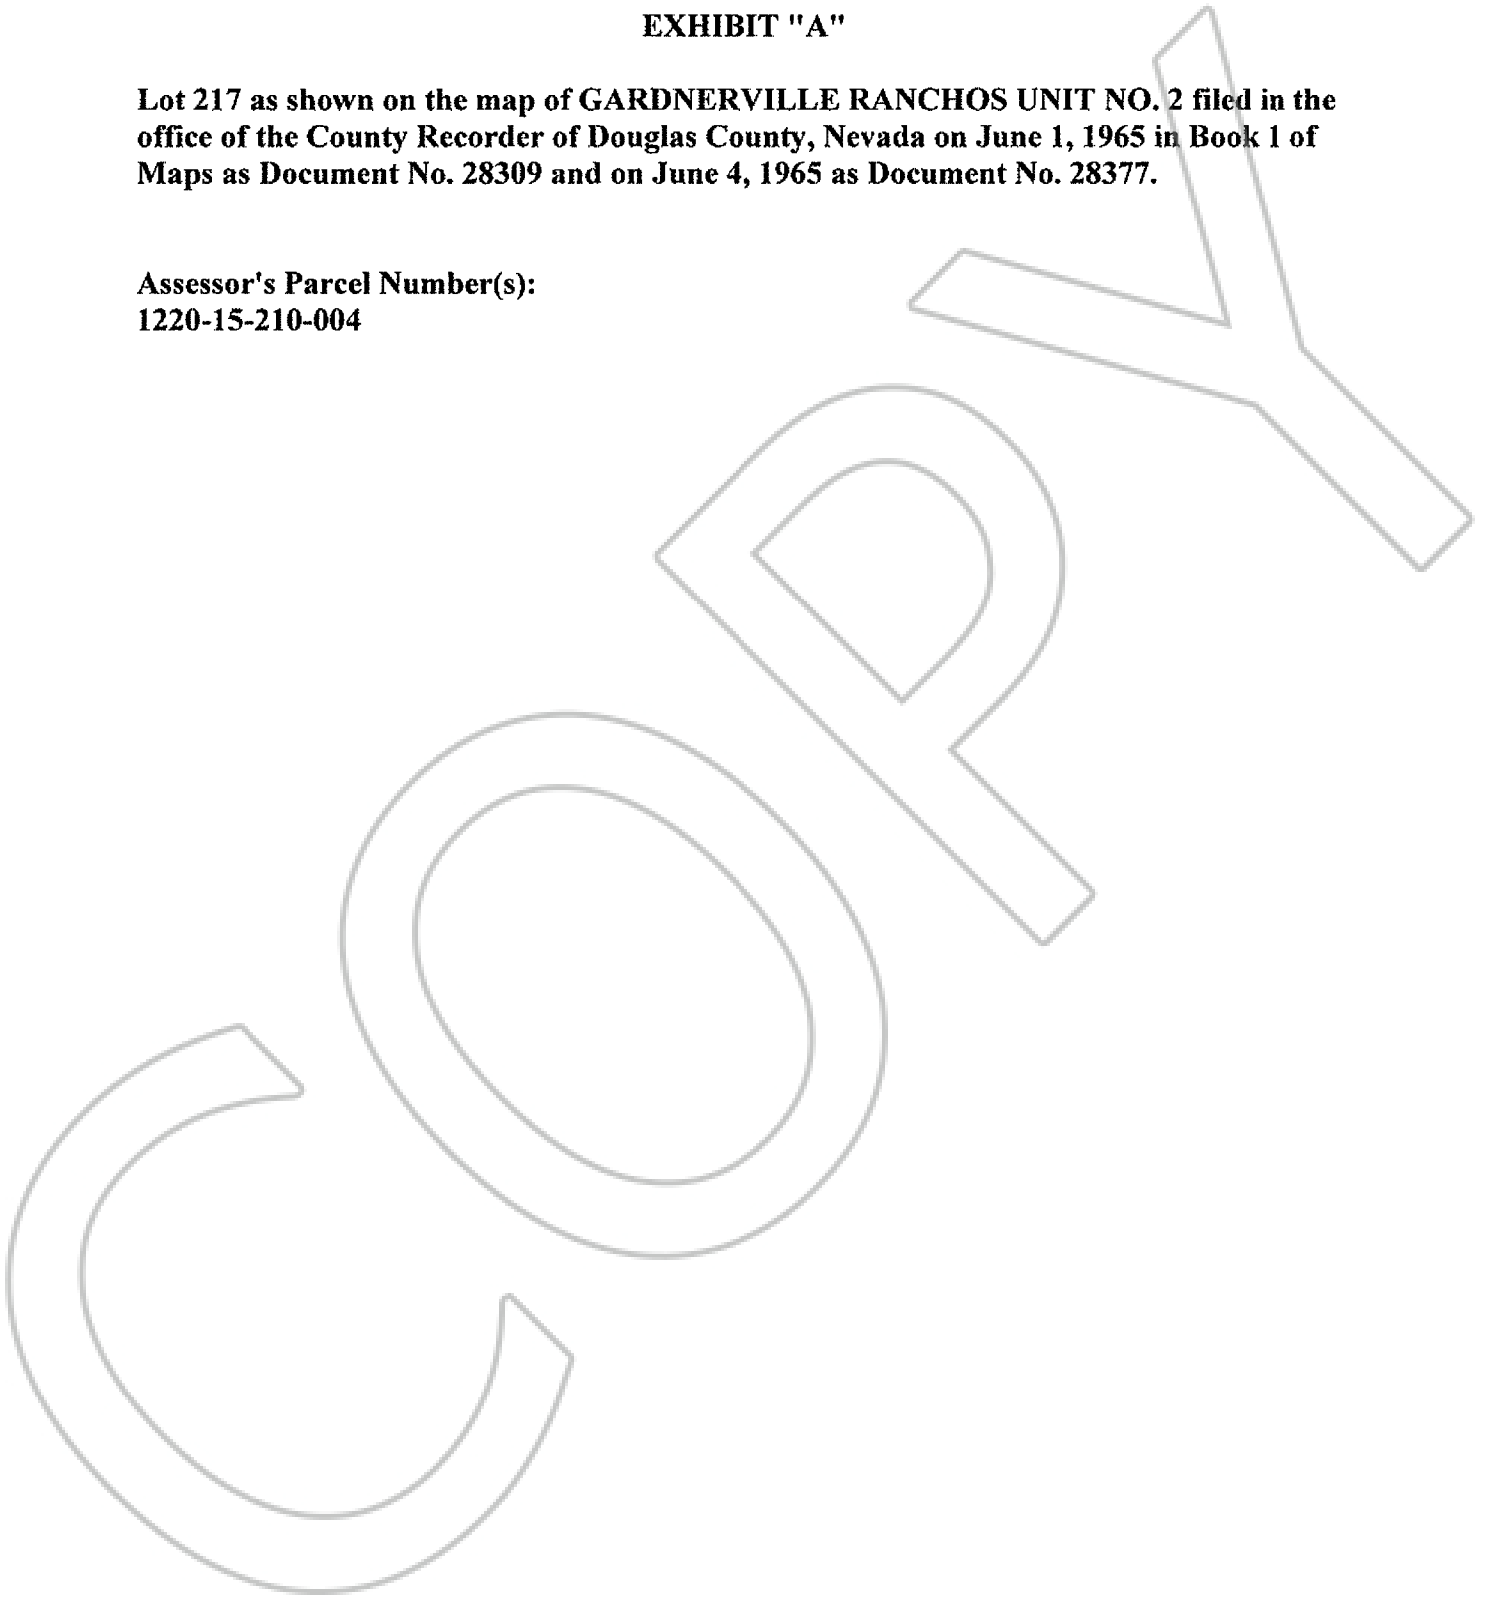 EXHIBIT "A"
Lot 217 as shown on the map of GARDNERVILLE RANCHOS UNIT NO. 2 filed in the
office of the County Recorder of Douglas County, Nevada on June 1, 1965 in Book 1 of
Maps as Document No. 28309 and on June 4, 1965 as Document No. 28377.
Assessor's Parcel Number(s):
1220-15-210-004
COPY